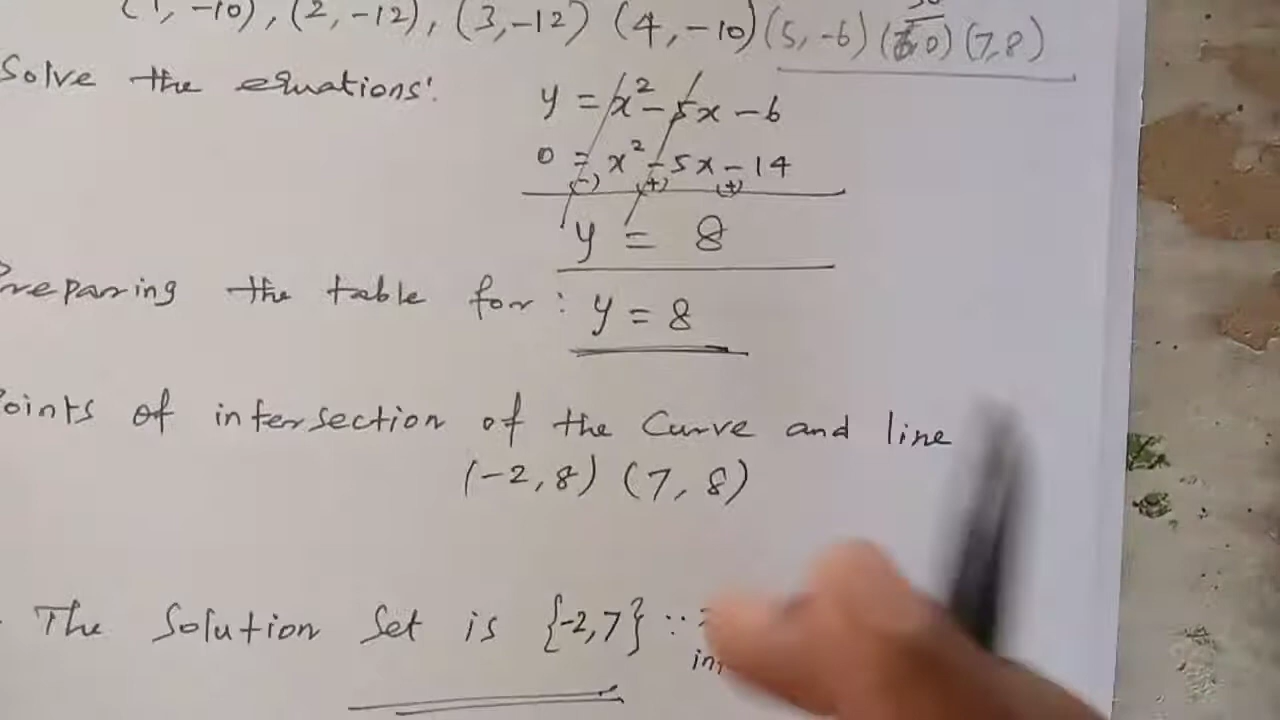 (1, -10), (2, -12), (3, -12) (4, -10) (5, -6) (6, 0) (7, 8)
Solve the equations:
y = x² - 5x - 6
0 = x² - 5x - 14
(-) (+) (+)
y = 8
Preparing the table for : y = 8
Points of intersection of the Curve and line
(-2, 8) (7, 8)
The Solution Set is {-2, 7} ∵